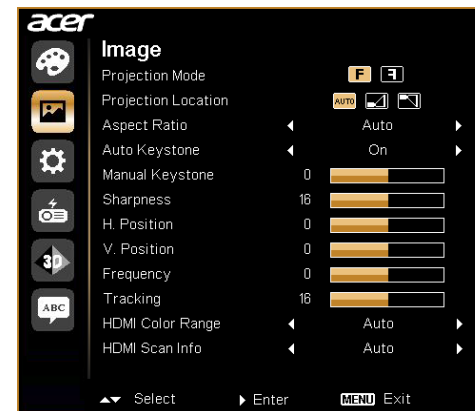 acer
Image
Projection Mode F F
Projection Location AUTO
Aspect Ratio Auto
Auto Keystone On
Manual Keystone 0
Sharpness 16
H. Position 0
V. Position 0
Frequency 0
Tracking 16
HDMI Color Range Auto
HDMI Scan Info Auto
3D
ABC
Select Enter MENU Exit